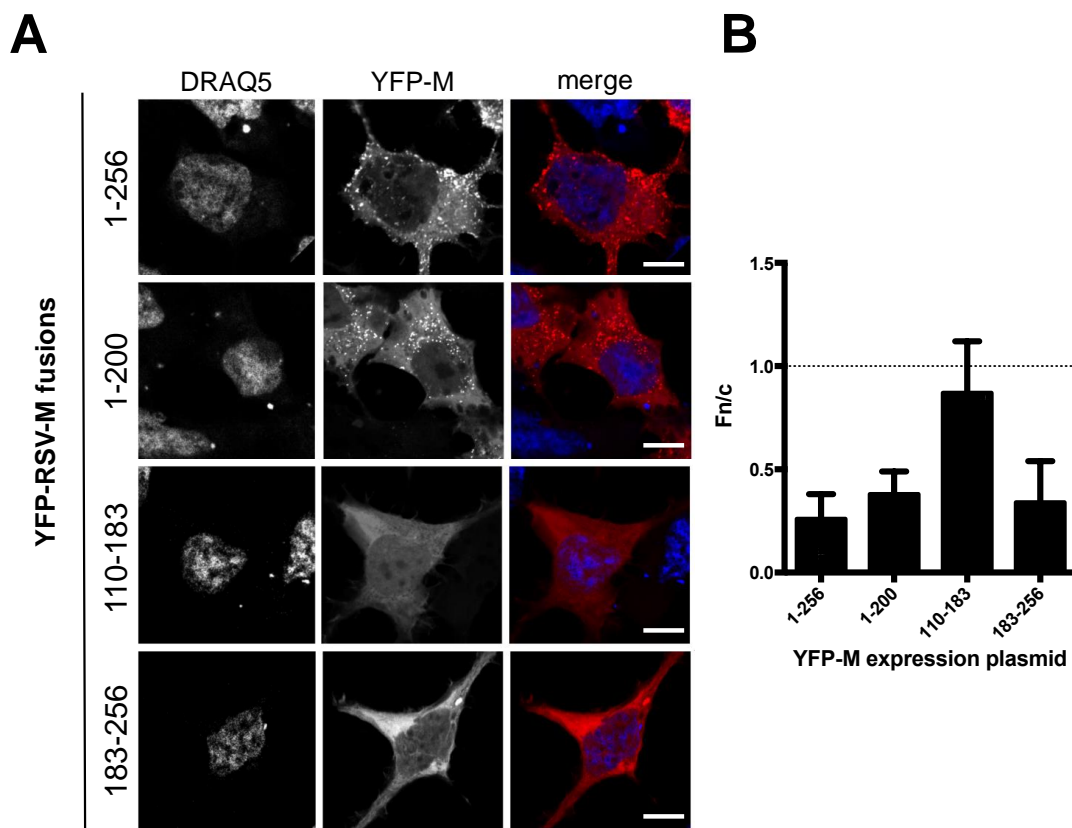 A
DRAQ5 YFP-M merge
YFP-RSV-M fusions
1-256
1-200
110-183
183-256
B
Fn/c
1.5
1.0
0.5
0.0
1-256 1-200 110-183 183-256
YFP-M expression plasmid